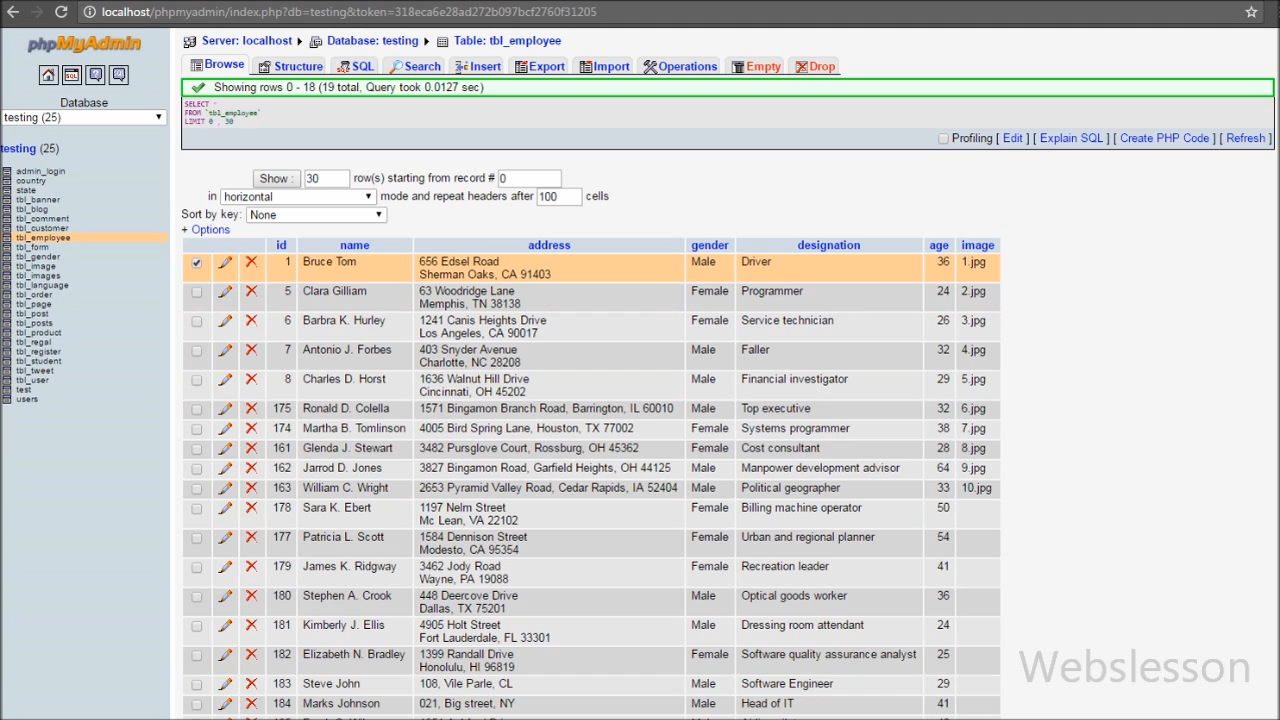 localhost/phpmyadmin/index.php?db=testing&token=318eca6e28ad272b097bcf2760f31205
phpMyAdmin
Server: localhost Database: testing Table: tbl_employee
Browse Structure SQL Search Insert Export Import Operations Empty Drop
Showing rows 0 - 18 (19 total, Query took 0.0127 sec)
SELECT *
FROM `tbl_employee`
LIMIT 0 , 30
Profiling [ Edit ] [ Explain SQL ] [ Create PHP Code ] [ Refresh ]
Database
testing (25)
testing (25)
admin_login
country
state
tbl_banner
tbl_blog
tbl_comment
tbl_customer
tbl_employee
tbl_form
tbl_gender
tbl_image
tbl_images
tbl_language
tbl_order
tbl_page
tbl_post
tbl_posts
tbl_product
tbl_regal
tbl_register
tbl_student
tbl_tweet
tbl_user
test
users
Show : 30 row(s) starting from record # 0
in horizontal mode and repeat headers after 100 cells
Sort by key: None
+ Options
id name address gender designation age image
1 Bruce Tom 656 Edsel Road Male Driver 36 1.jpg
Sherman Oaks, CA 91403
5 Clara Gilliam 63 Woodridge Lane Female Programmer 24 2.jpg
Memphis, TN 38138
6 Barbra K. Hurley 1241 Canis Heights Drive Female Service technician 26 3.jpg
Los Angeles, CA 90017
7 Antonio J. Forbes 403 Snyder Avenue Male Faller 32 4.jpg
Charlotte, NC 28208
8 Charles D. Horst 1636 Walnut Hill Drive Male Financial investigator 29 5.jpg
Cincinnati, OH 45202
175 Ronald D. Colella 1571 Bingamon Branch Road, Barrington, IL 60010 Male Top executive 32 6.jpg
174 Martha B. Tomlinson 4005 Bird Spring Lane, Houston, TX 77002 Female Systems programmer 38 7.jpg
161 Glenda J. Stewart 3482 Pursglove Court, Rossburg, OH 45362 Female Cost consultant 28 8.jpg
162 Jarrod D. Jones 3827 Bingamon Road, Garfield Heights, OH 44125 Male Manpower development advisor 64 9.jpg
163 William C. Wright 2653 Pyramid Valley Road, Cedar Rapids, IA 52404 Male Political geographer 33 10.jpg
178 Sara K. Ebert 1197 Nelm Street Female Billing machine operator 50
Mc Lean, VA 22102
177 Patricia L. Scott 1584 Dennison Street Female Urban and regional planner 54
Modesto, CA 95354
179 James K. Ridgway 3462 Jody Road Female Recreation leader 41
Wayne, PA 19088
180 Stephen A. Crook 448 Deercove Drive Male Optical goods worker 36
Dallas, TX 75201
181 Kimberly J. Ellis 4905 Holt Street Male Dressing room attendant 24
Fort Lauderdale, FL 33301
182 Elizabeth N. Bradley 1399 Randall Drive Female Software quality assurance analyst 25
Honolulu, HI 96819
183 Steve John 108, Vile Parle, CL Male Software Engineer 29
184 Marks Johnson 021, Big street, NY Male Head of IT 41
Webslesson